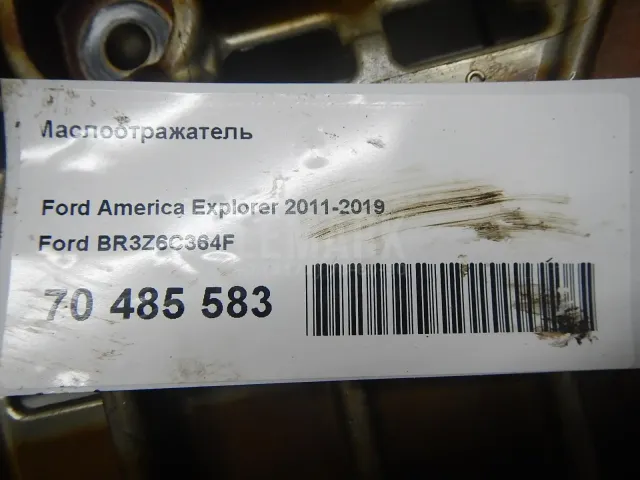 Маслоотражатель
Ford America Explorer 2011-2019
Ford BR3Z6C364F
70 485 583